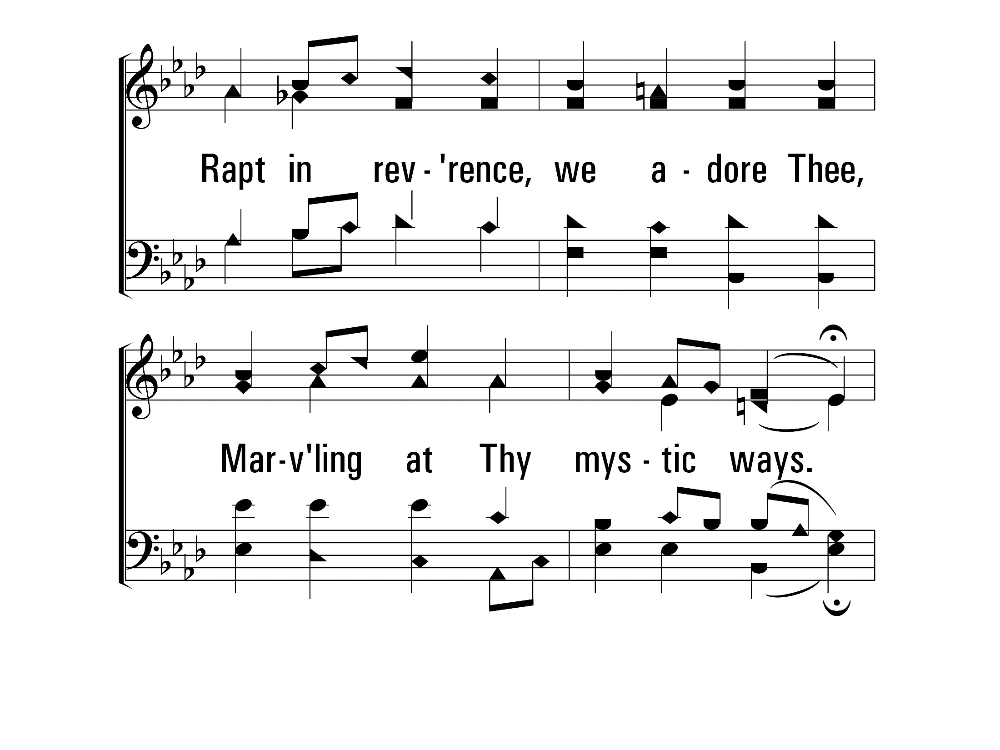 Rapt in rev - 'rence, we a - dore Thee,
Mar-v'ling at Thy mys - tic ways.